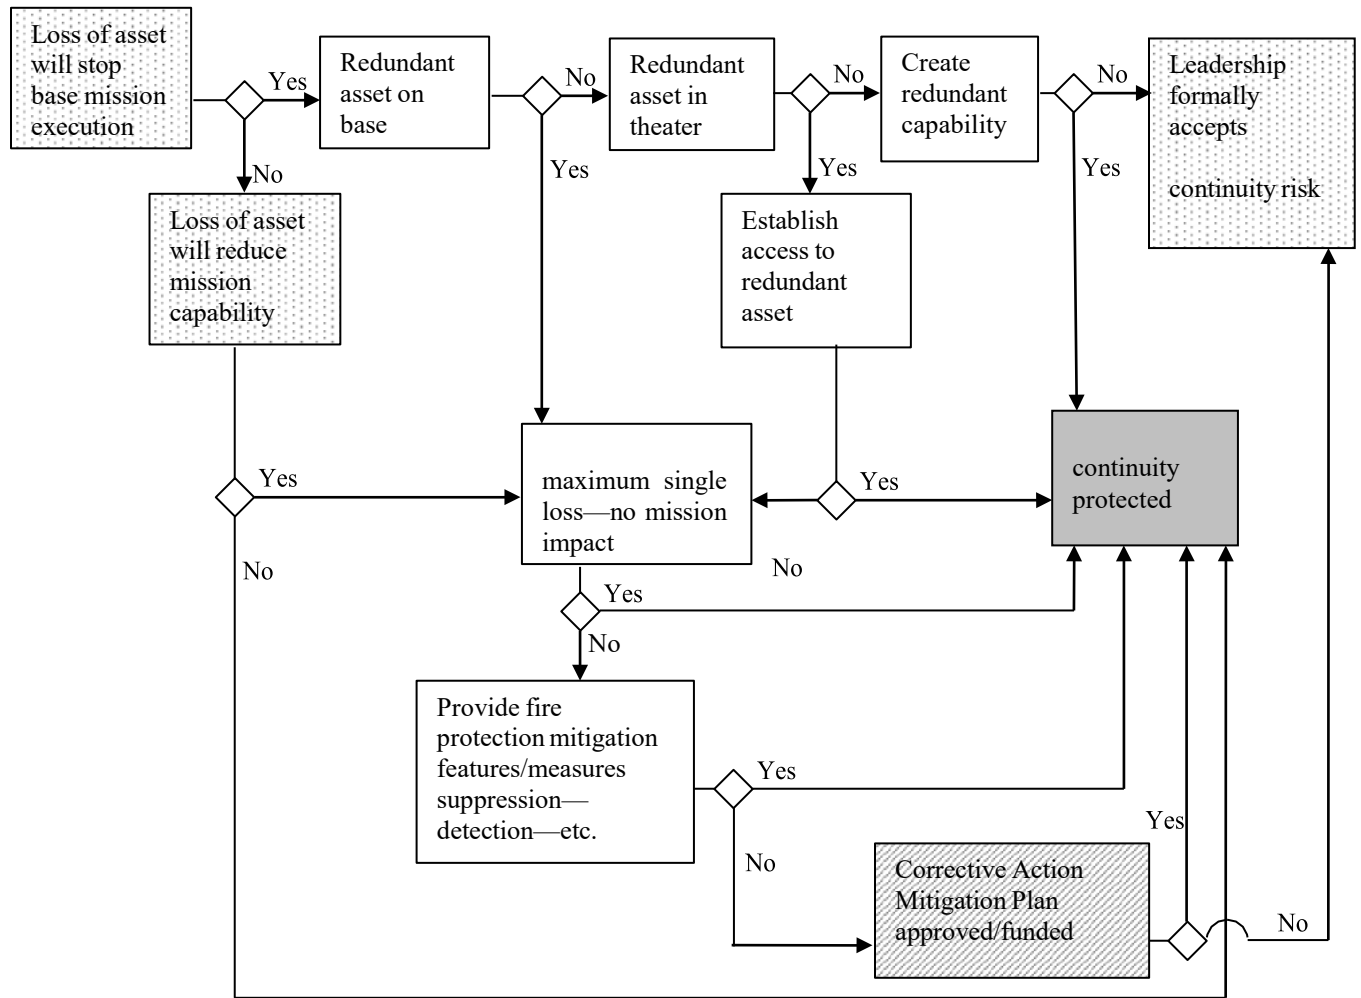 Loss of asset
will stop
base mission
execution
Yes
Redundant
asset on
base
No
Redundant
asset in
theater
No
Create
redundant
capability
No
Leadership
formally
accepts
continuity risk
No
Yes
Yes
Yes
Loss of asset
will reduce
mission
capability
Establish
access to
redundant
asset
Yes
maximum single
loss—no mission
impact
Yes
continuity
protected
No
No
Yes
No
Provide fire
protection mitigation
features/measures
suppression—
detection—etc.
Yes
No
Yes
Corrective Action
Mitigation Plan
approved/funded
No